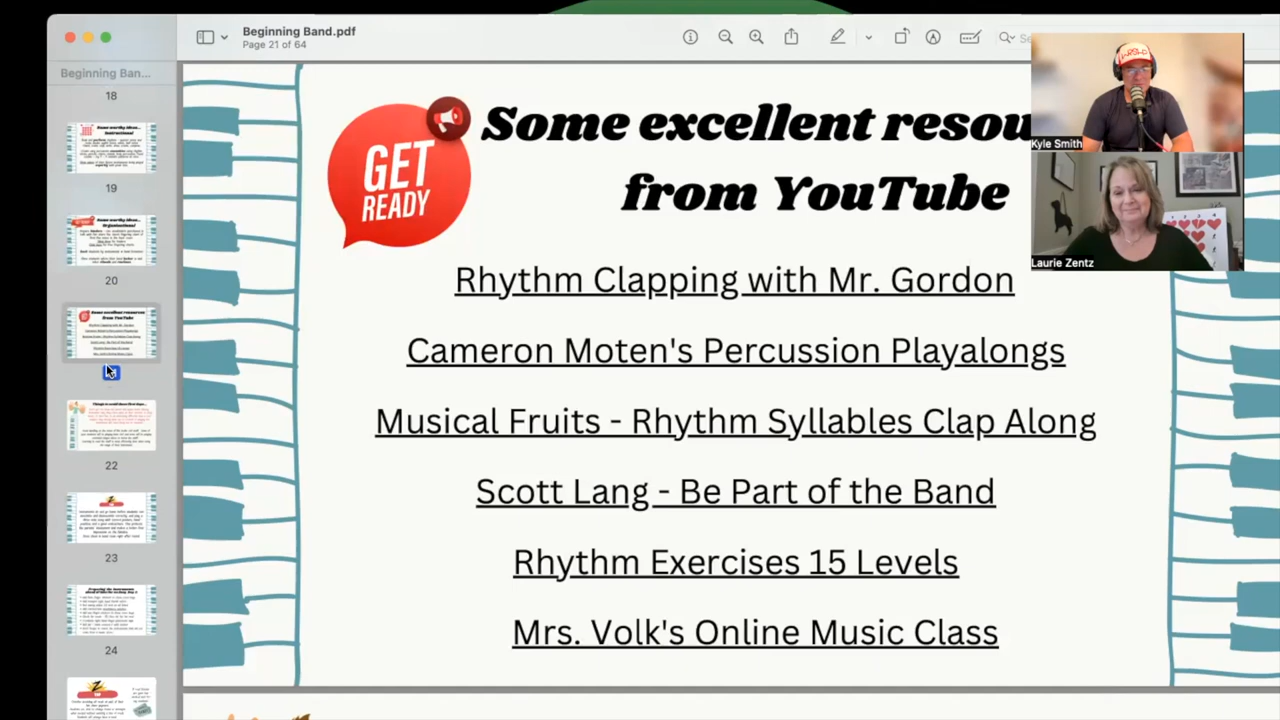 Beginning Band.pdf
Page 21 of 64
Beginning Ban...
18
19
20
22
23
24
GET
READY
Some excellent resou
from YouTube
Rhythm Clapping with Mr. Gordon
Cameron Moten's Percussion Playalongs
Musical Fruits - Rhythm Syllables Clap Along
Scott Lang - Be Part of the Band
Rhythm Exercises 15 Levels
Mrs. Volk's Online Music Class
Kyle Smith
Laurie Zentz